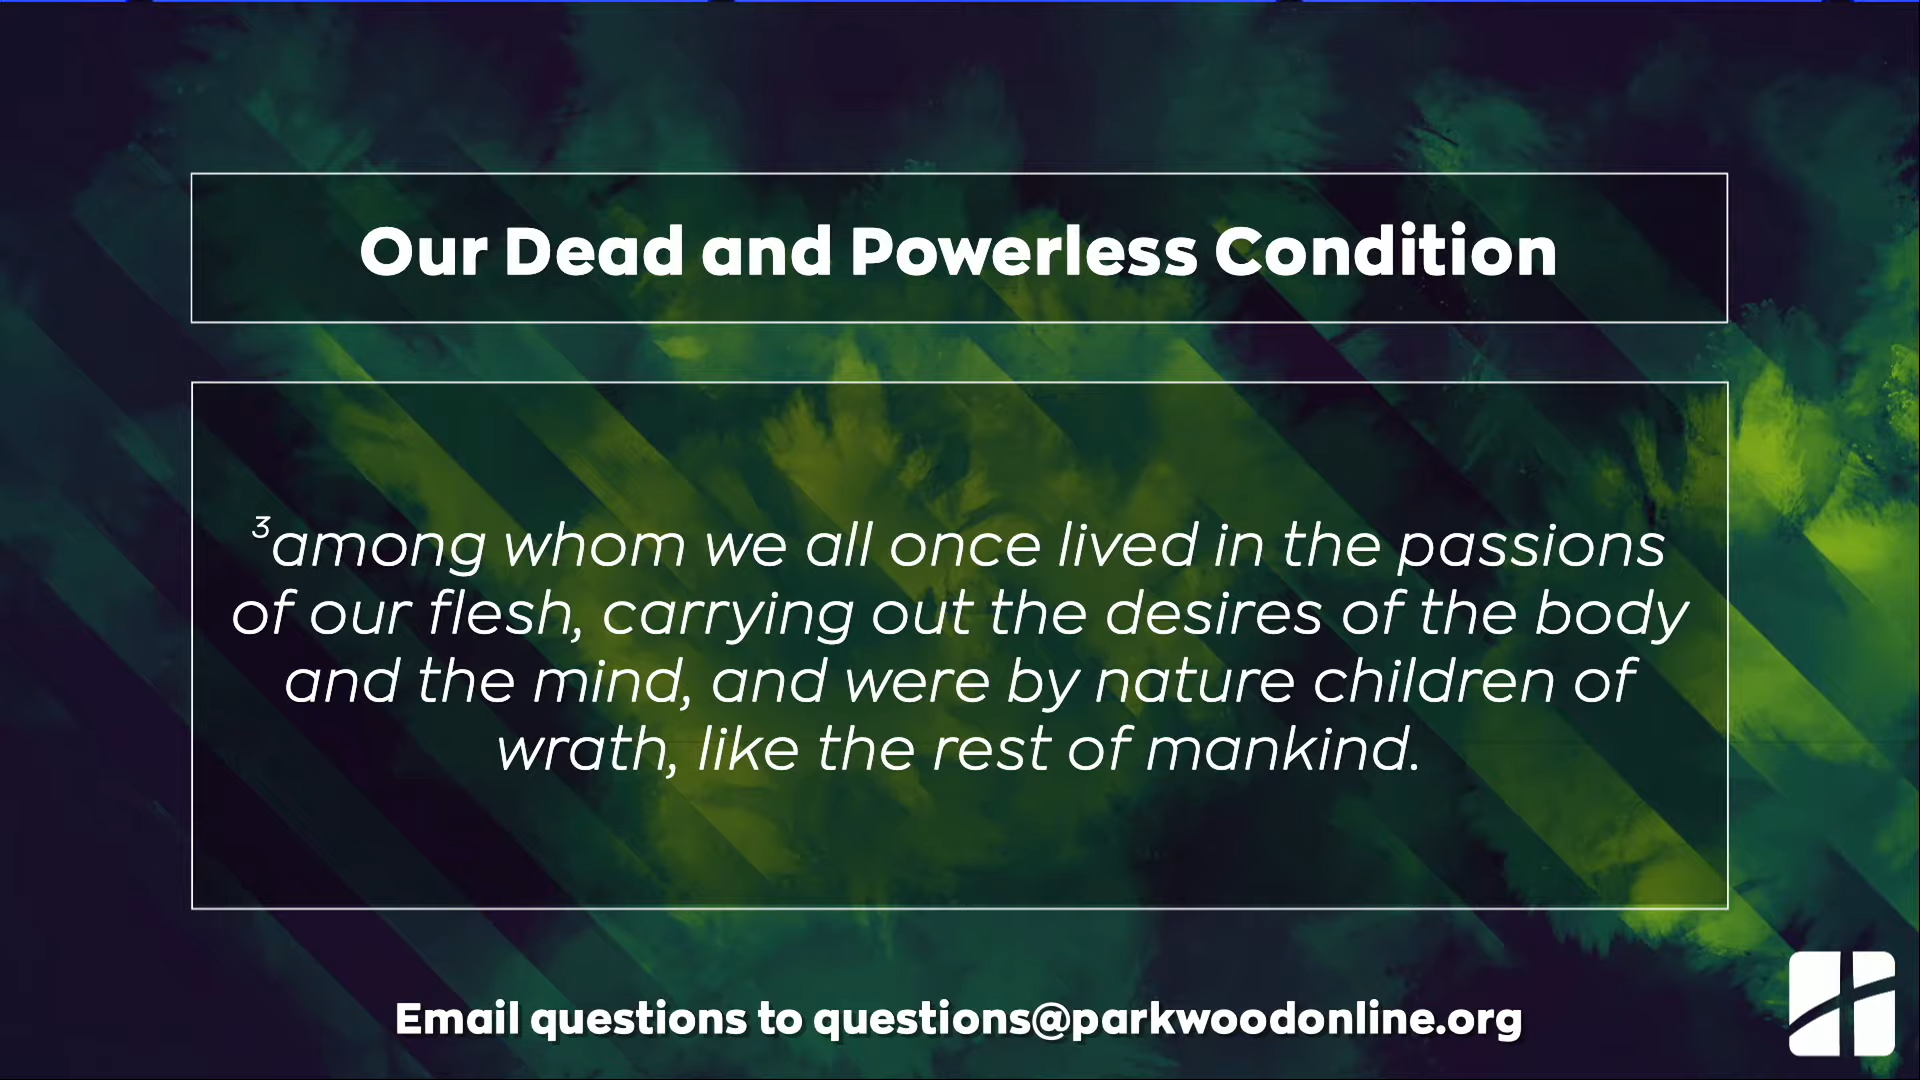 Our Dead and Powerless Condition
³among whom we all once lived in the passions
of our flesh, carrying out the desires of the body
and the mind, and were by nature children of
wrath, like the rest of mankind.
Email questions to questions@parkwoodonline.org